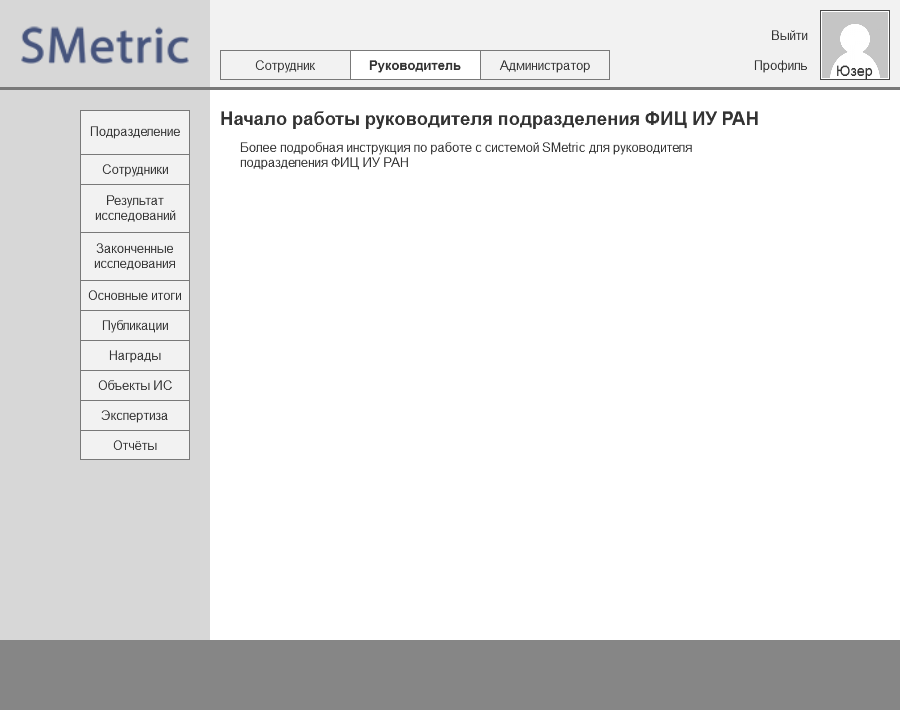 SMetric
Выйти
Сотрудник
Руководитель
Администратор
Профиль
Юзер
Подразделение
Сотрудники
Результат
исследований
Законченные
исследования
Основные итоги
Публикации
Награды
Объекты ИС
Экспертиза
Отчёты
Начало работы руководителя подразделения ФИЦ ИУ РАН
Более подробная инструкция по работе с системой SMetric для руководителя
подразделения ФИЦ ИУ РАН